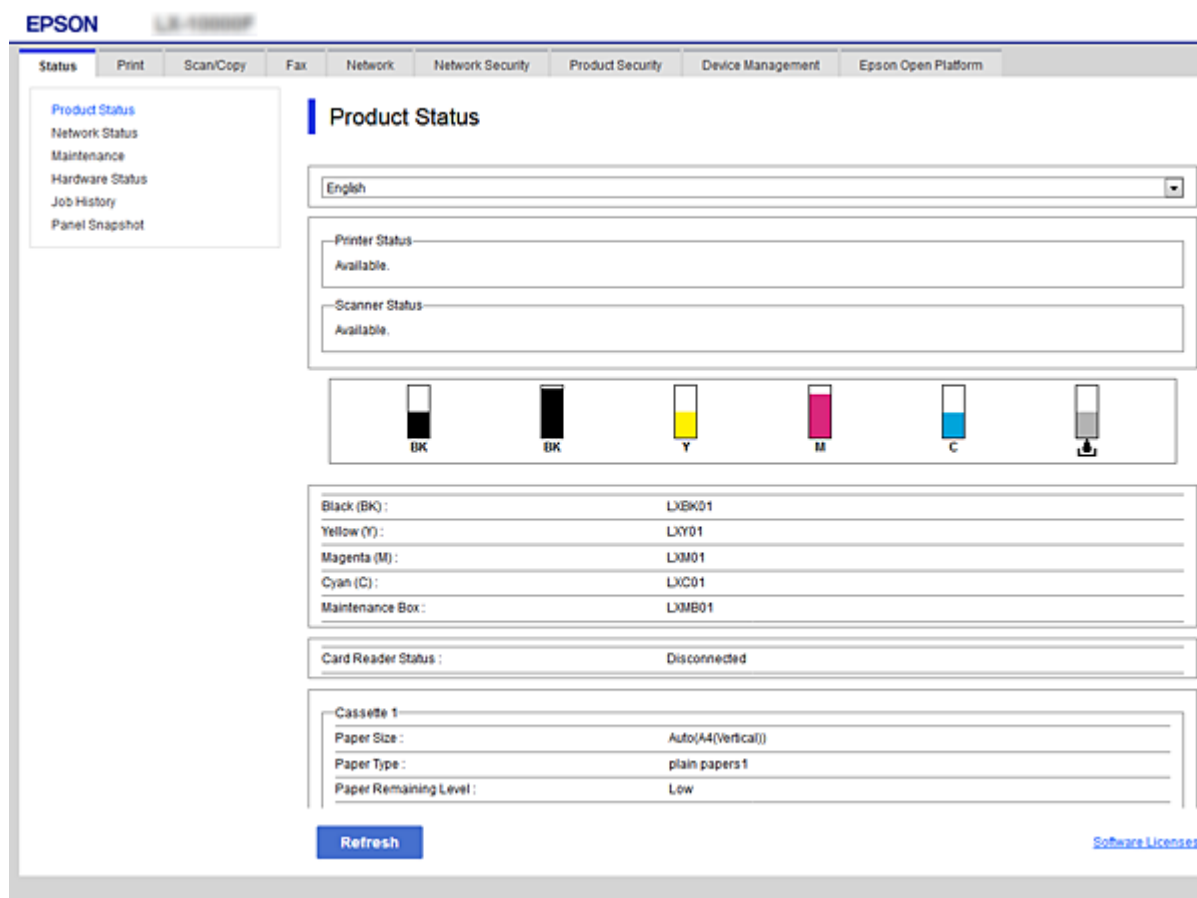 EPSON
Status Print Scan/Copy Fax Network Network Security Product Security Device Management Epson Open Platform
Product Status
Network Status
Maintenance
Hardware Status
Job History
Panel Snapshot
Product Status
English
Printer Status
Available.
Scanner Status
Available.
BK BK Y M C
Black (BK) : LXBK01
Yellow (Y) : LXY01
Magenta (M) : LXM01
Cyan (C) : LXC01
Maintenance Box : LXMB01
Card Reader Status : Disconnected
Cassette 1
Paper Size : Auto(A4(Vertical))
Paper Type : plain papers1
Paper Remaining Level : Low
Refresh
Software Licenses